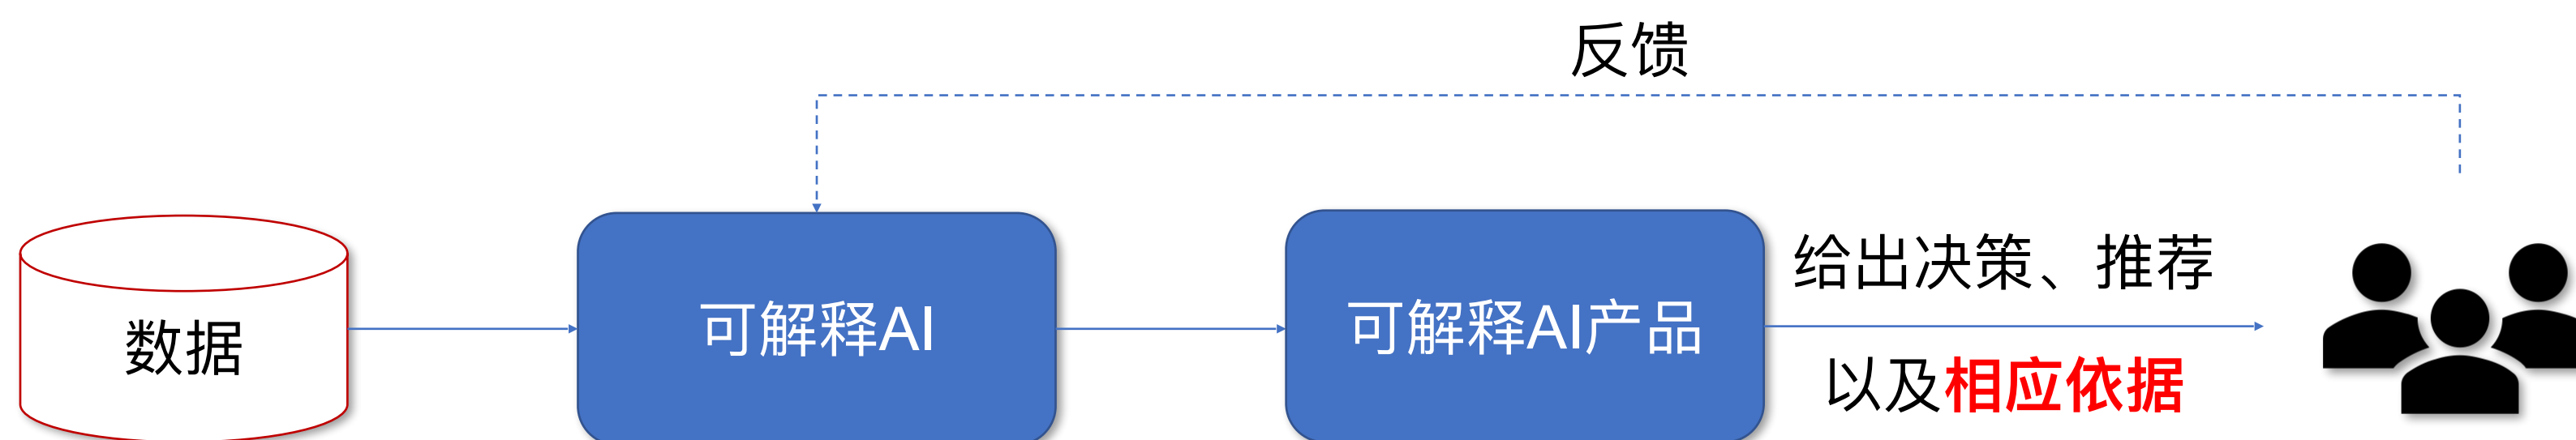 反馈
数据
可解释AI
可解释AI产品
给出决策、推荐
以及相应依据